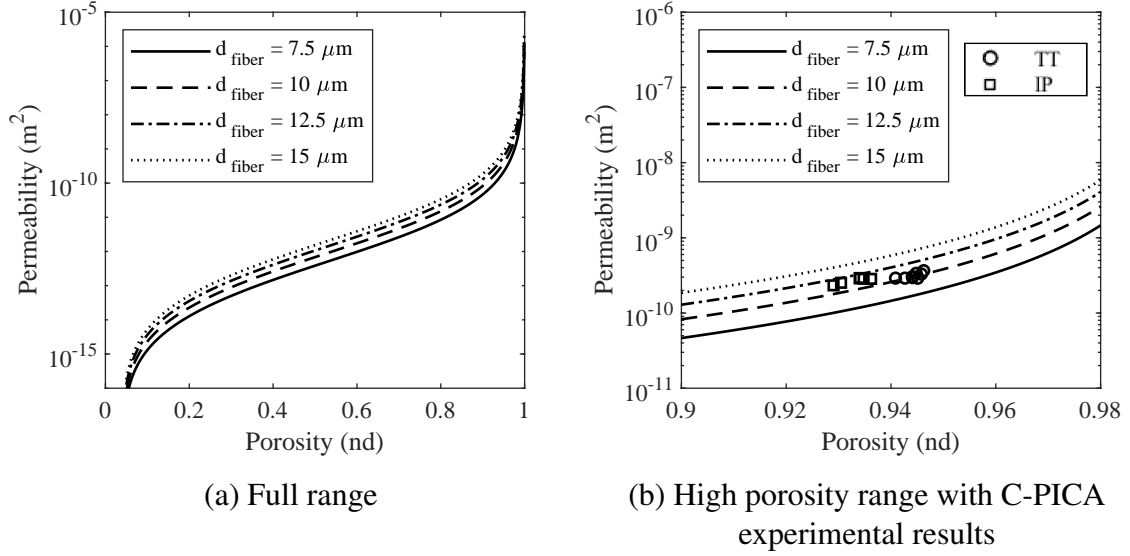 10⁻⁵
10⁻¹⁰
10⁻¹⁵
Permeability (m²)
d fiber = 7.5 μm
d fiber = 10 μm
d fiber = 12.5 μm
d fiber = 15 μm
0 0.2 0.4 0.6 0.8 1
Porosity (nd)
(a) Full range
10⁻⁶
10⁻⁷
10⁻⁸
10⁻⁹
10⁻¹⁰
10⁻¹¹
Permeability (m²)
d fiber = 7.5 μm
d fiber = 10 μm
d fiber = 12.5 μm
d fiber = 15 μm
TT
IP
0.9 0.92 0.94 0.96 0.98
Porosity (nd)
(b) High porosity range with C-PICA
experimental results